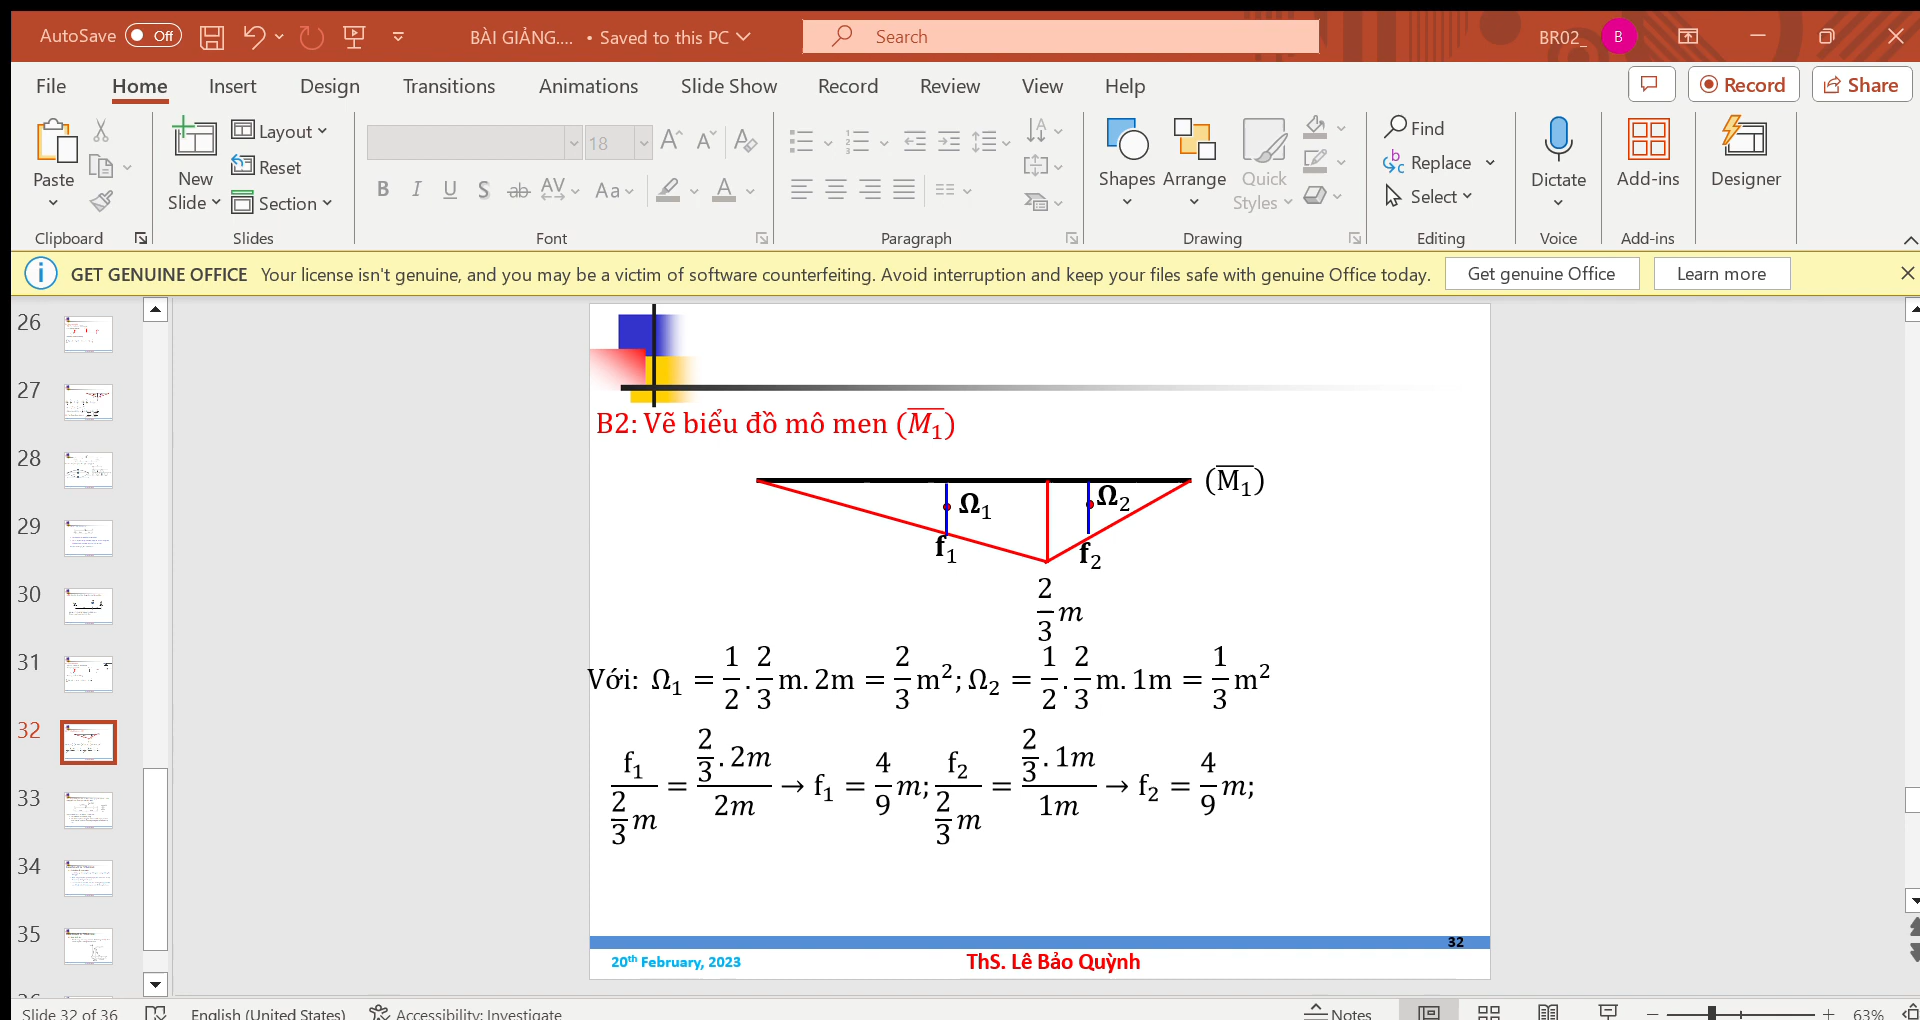 AutoSave Off BÀI GIẢNG.... • Saved to this PC Search BR02_ B
File Home Insert Design Transitions Animations Slide Show Record Review View Help Record Share
Paste
Clipboard
New Slide
Layout
Reset
Section
Slides
18
B I U S ab AV Aa A
Font
Paragraph
Shapes Arrange Quick Styles
Drawing
Find
Replace
Select
Editing
Dictate
Voice
Add-ins
Add-ins
Designer
GET GENUINE OFFICE Your license isn't genuine, and you may be a victim of software counterfeiting. Avoid interruption and keep your files safe with genuine Office today. Get genuine Office Learn more
26
27
28
29
30
31
32
33
34
35
B2: Vẽ biểu đồ mô men (M̅₁)
(M̅₁)
Ω₁ Ω₂
f₁ f₂
2/3 m
Với: Ω₁ = 1/2 . 2/3 m. 2m = 2/3 m²; Ω₂ = 1/2 . 2/3 m. 1m = 1/3 m²
f₁ / (2/3 m) = (2/3 . 2m) / 2m → f₁ = 4/9 m; f₂ / (2/3 m) = (2/3 . 1m) / 1m → f₂ = 4/9 m;
32
20th February, 2023 ThS. Lê Bảo Quỳnh
Slide 32 of 36 English (United States) Accessibility: Investigate Notes 63%